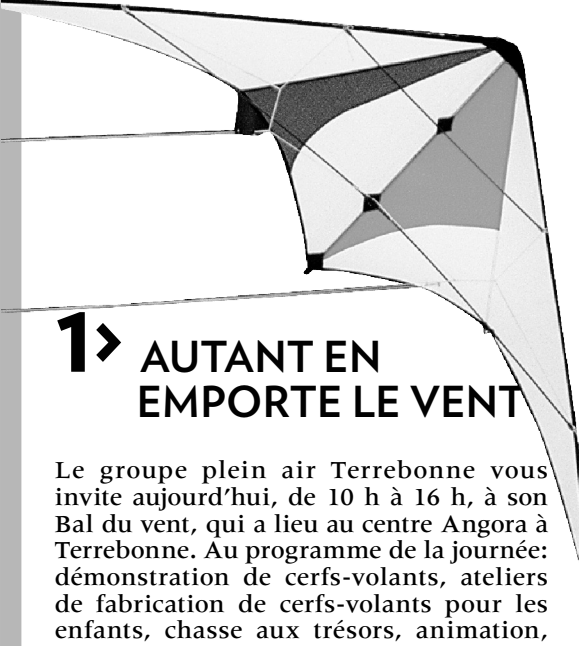 1> AUTANT EN
EMPORTE LE VENT
Le groupe plein air Terrebonne vous
invite aujourd'hui, de 10 h à 16 h, à son
Bal du vent, qui a lieu au centre Angora à
Terrebonne. Au programme de la journée:
démonstration de cerfs-volants, ateliers
de fabrication de cerfs-volants pour les
enfants, chasse aux trésors, animation,